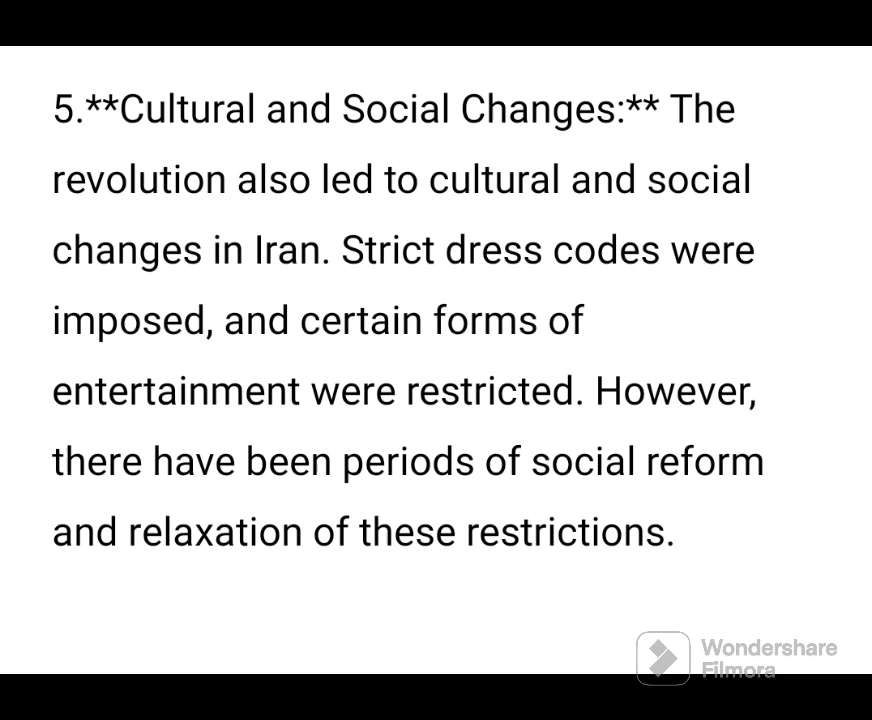 5.**Cultural and Social Changes:** The
revolution also led to cultural and social
changes in Iran. Strict dress codes were
imposed, and certain forms of
entertainment were restricted. However,
there have been periods of social reform
and relaxation of these restrictions.
Wondershare
Filmora